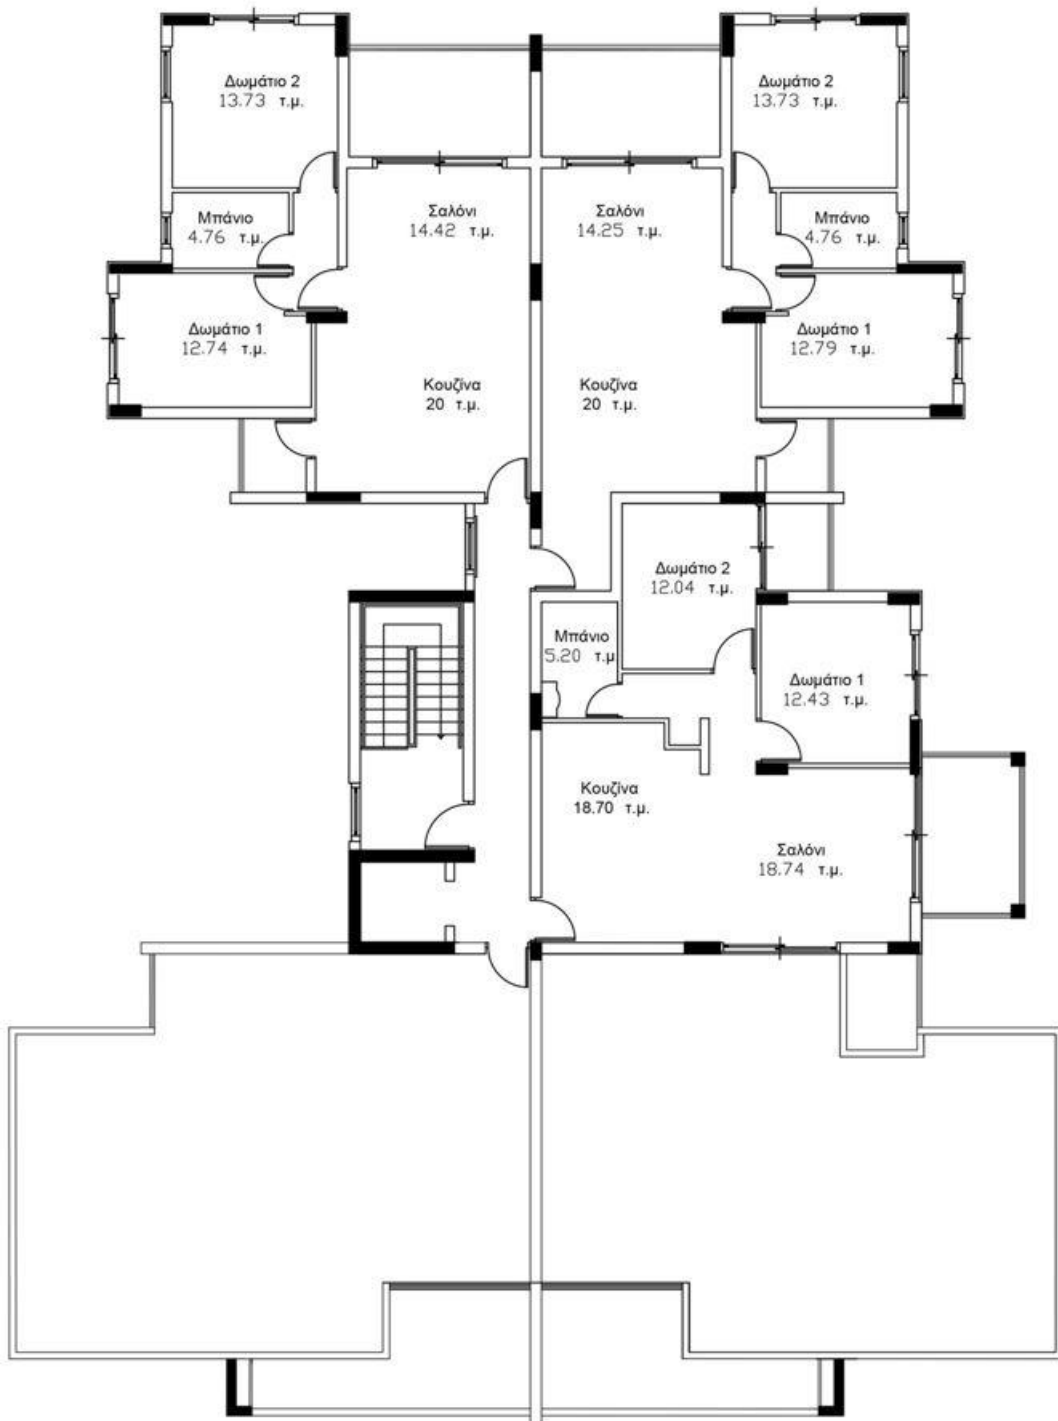 Δωμάτιο 2
13.73 τ.μ.
Δωμάτιο 2
13.73 τ.μ.
Μπάνιο
4.76 τ.μ.
Σαλόνι
14.42 τ.μ.
Σαλόνι
14.25 τ.μ.
Μπάνιο
4.76 τ.μ.
Δωμάτιο 1
12.74 τ.μ.
Δωμάτιο 1
12.79 τ.μ.
Κουζίνα
20 τ.μ.
Κουζίνα
20 τ.μ.
Δωμάτιο 2
12.04 τ.μ.
Μπάνιο
5.20 τ.μ
Δωμάτιο 1
12.43 τ.μ.
Κουζίνα
18.70 τ.μ.
Σαλόνι
18.74 τ.μ.